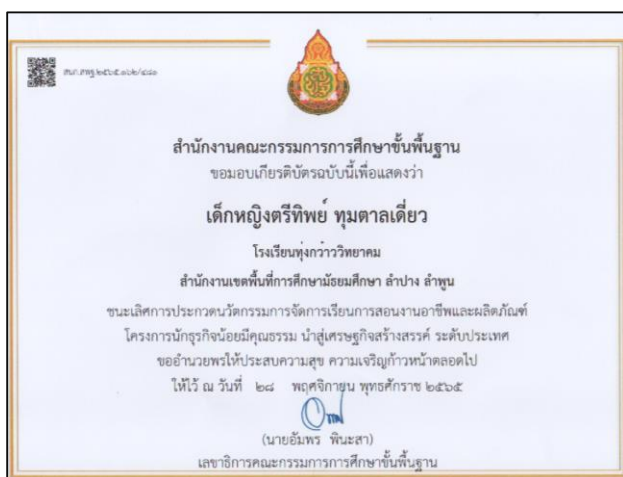 สนก.สพฐ.๒๕๖๕.๑๖๒/๔๘๐
สำนักงานคณะกรรมการการศึกษาขั้นพื้นฐาน
ขอมอบเกียรติบัตรฉบับนี้เพื่อแสดงว่า
เด็กหญิงตรีทิพย์ ทุมตาลเดี่ยว
โรงเรียนทุ่งกว๋าววิทยาคม
สำนักงานเขตพื้นที่การศึกษามัธยมศึกษา ลำปาง ลำพูน
ชนะเลิศการประกวดนวัตกรรมการจัดการเรียนการสอนงานอาชีพและผลิตภัณฑ์
โครงการนักธุรกิจน้อยมีคุณธรรม นำสู่เศรษฐกิจสร้างสรรค์ ระดับประเทศ
ขออำนวยพรให้ประสบความสุข ความเจริญก้าวหน้าตลอดไป
ให้ไว้ ณ วันที่ ๒๘ พฤศจิกายน พุทธศักราช ๒๕๖๕
(นายอัมพร พินะสา)
เลขาธิการคณะกรรมการการศึกษาขั้นพื้นฐาน